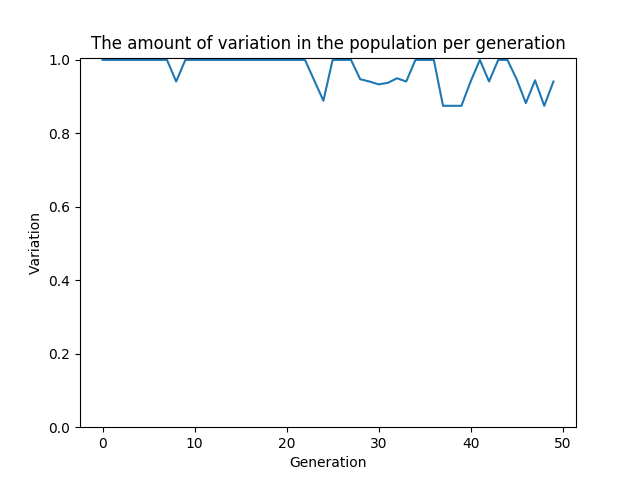 The amount of variation in the population per generation
1.0
0.8
0.6
0.4
0.2
0.0
Variation
0 10 20 30 40 50
Generation